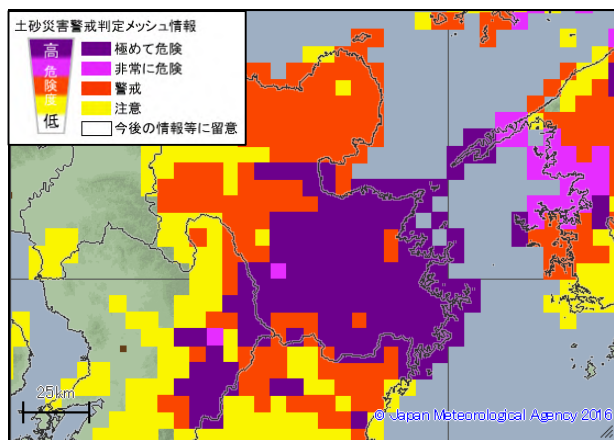 土砂災害警戒判定メッシュ情報
高
危険度
低
極めて危険
非常に危険
警戒
注意
今後の情報等に留意
25km
© Japan Meteorological Agency 2016